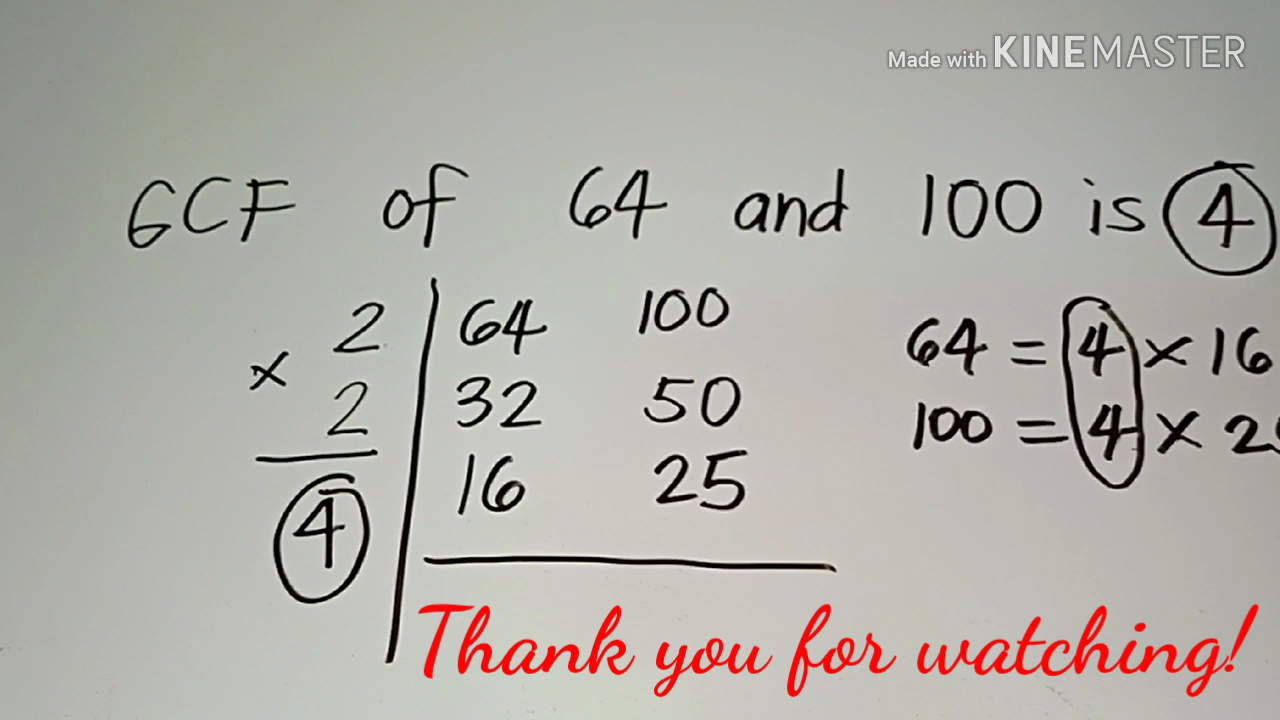 Made with KINEMASTER
GCF of 64 and 100 is 4
2 64 100
× 2 32 50
4 16 25
64 = 4 × 16
100 = 4 × 2
Thank you for watching!